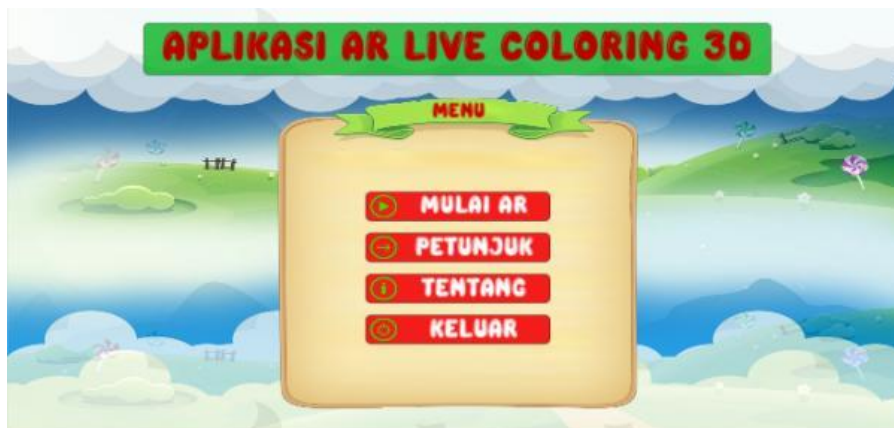 APLIKASI AR LIVE COLORING 3D
MENU
MULAI AR
PETUNJUK
TENTANG
KELUAR